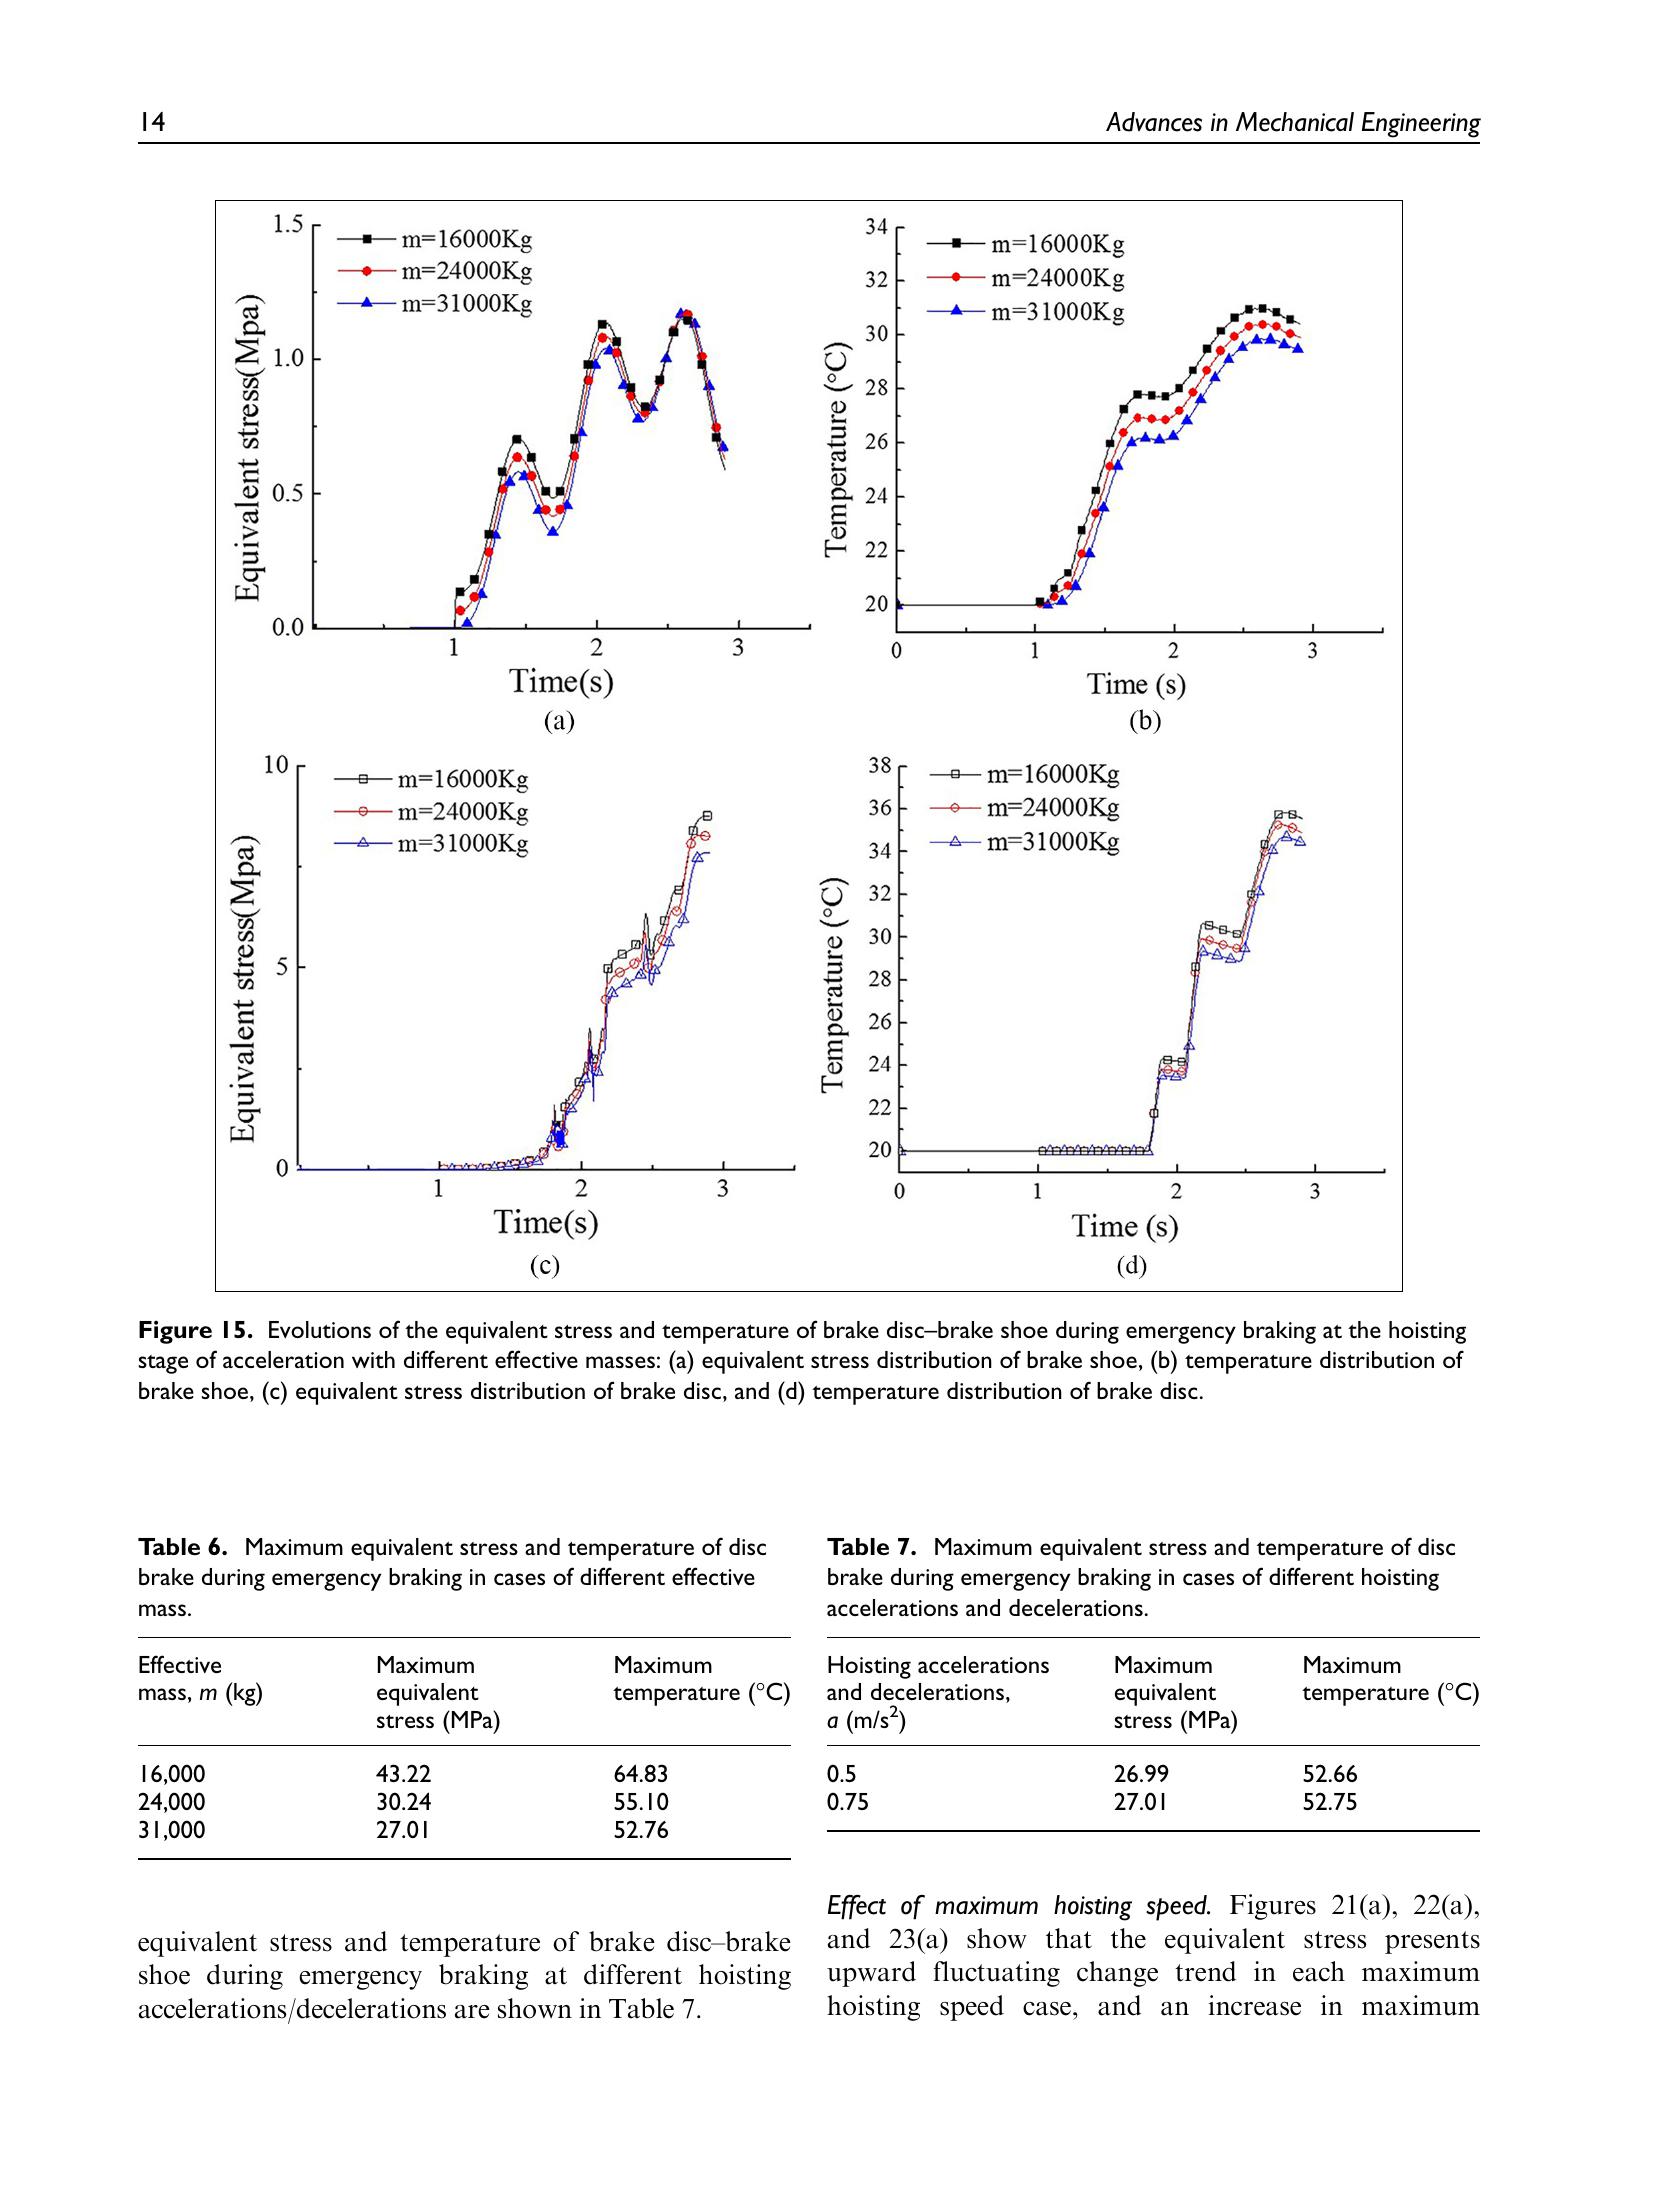 14
Advances in Mechanical Engineering
1.5
1.0
0.5
0.0
Equivalent stress(Mpa)
m=16000Kg
m=24000Kg
m=31000Kg
1 2 3
Time(s)
(a)
34
32
30
28
26
24
22
20
Temperature (°C)
m=16000Kg
m=24000Kg
m=31000Kg
0 1 2 3
Time (s)
(b)
10
5
0
Equivalent stress(Mpa)
m=16000Kg
m=24000Kg
m=31000Kg
1 2 3
Time(s)
(c)
38
36
34
32
30
28
26
24
22
20
Temperature (°C)
m=16000Kg
m=24000Kg
m=31000Kg
0 1 2 3
Time (s)
(d)
Figure 15. Evolutions of the equivalent stress and temperature of brake disc–brake shoe during emergency braking at the hoisting
stage of acceleration with different effective masses: (a) equivalent stress distribution of brake shoe, (b) temperature distribution of
brake shoe, (c) equivalent stress distribution of brake disc, and (d) temperature distribution of brake disc.
Table 6. Maximum equivalent stress and temperature of disc
brake during emergency braking in cases of different effective
mass.
Effective Maximum Maximum
mass, m (kg) equivalent temperature (°C)
stress (MPa)
16,000 43.22 64.83
24,000 30.24 55.10
31,000 27.01 52.76
equivalent stress and temperature of brake disc–brake
shoe during emergency braking at different hoisting
accelerations/decelerations are shown in Table 7.
Table 7. Maximum equivalent stress and temperature of disc
brake during emergency braking in cases of different hoisting
accelerations and decelerations.
Hoisting accelerations Maximum Maximum
and decelerations, equivalent temperature (°C)
a (m/s²) stress (MPa)
0.5 26.99 52.66
0.75 27.01 52.75
Effect of maximum hoisting speed. Figures 21(a), 22(a),
and 23(a) show that the equivalent stress presents
upward fluctuating change trend in each maximum
hoisting speed case, and an increase in maximum